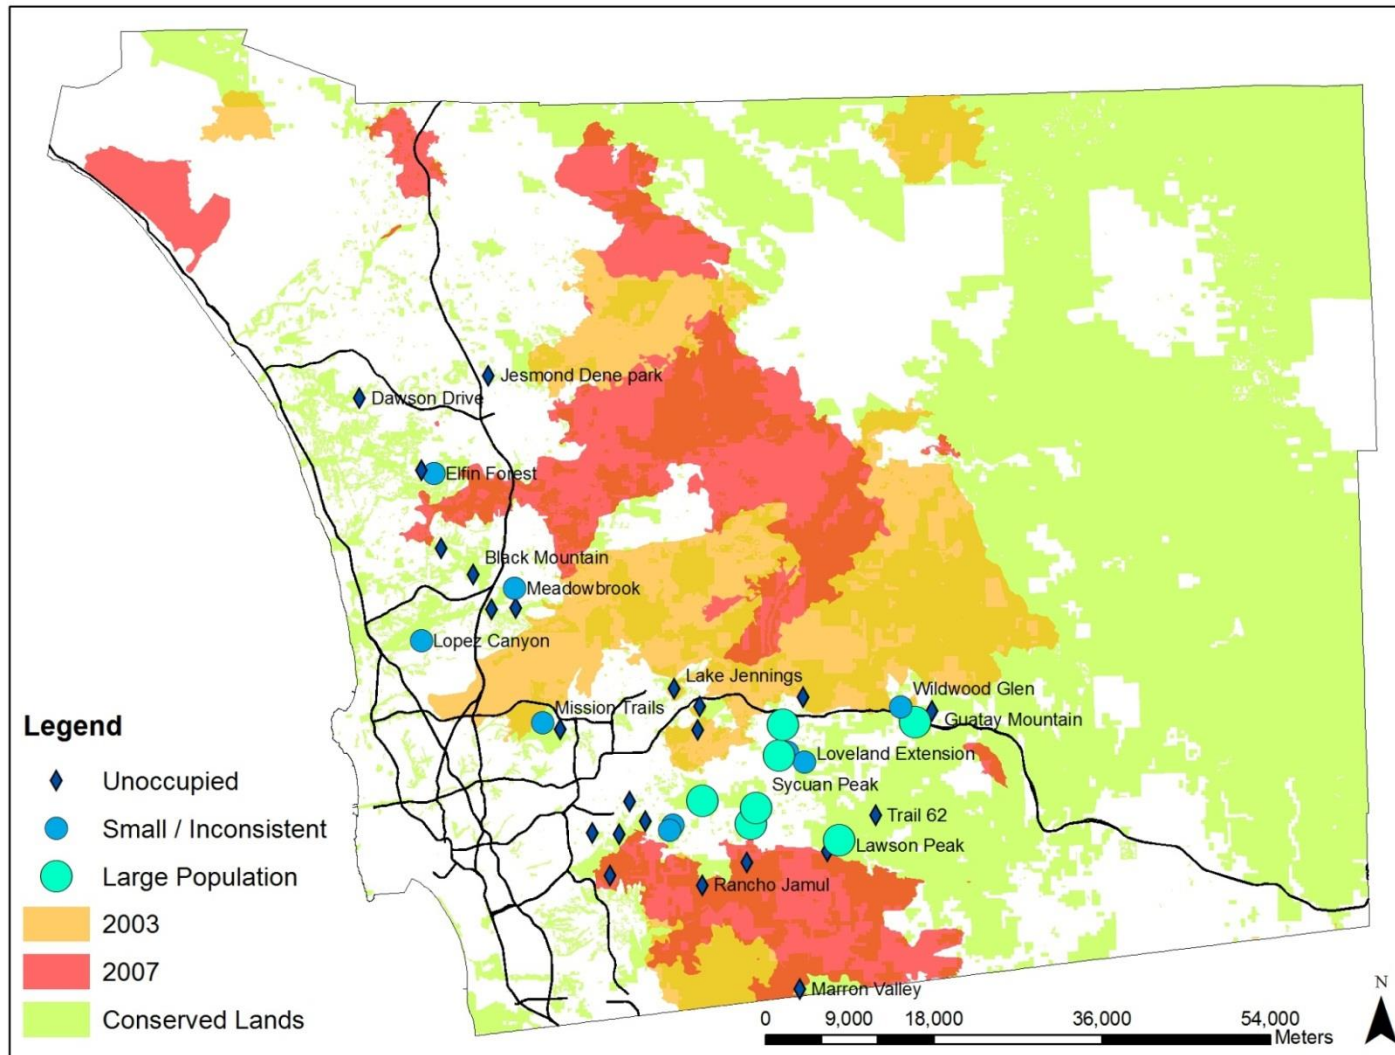 Jesmond Dene park
Dawson Drive
Elfin Forest
Black Mountain
Meadowbrook
Lopez Canyon
Lake Jennings
Wildwood Glen
Mission Trails
Guatay Mountain
Loveland Extension
Sycuan Peak
Trail 62
Lawson Peak
Rancho Jamul
Marron Valley
Legend
Unoccupied
Small / Inconsistent
Large Population
2003
2007
Conserved Lands
N
0 9,000 18,000 36,000 54,000
Meters